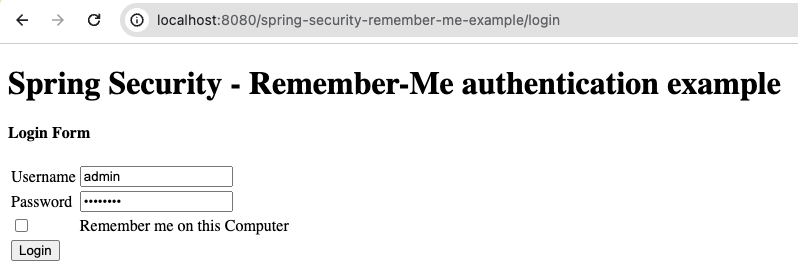 localhost:8080/spring-security-remember-me-example/login
Spring Security - Remember-Me authentication example
Login Form
Username admin
Password ••••••••
Remember me on this Computer
Login